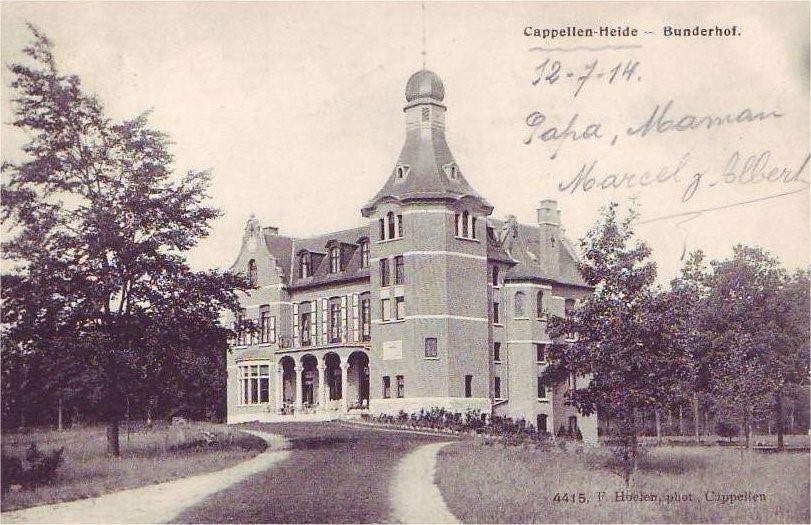 Cappellen-Heide — Bunderhof.
12-7-14.
Papa, Maman
Marcel & Albert
4415, F. Hoelen, phot. Cappellen